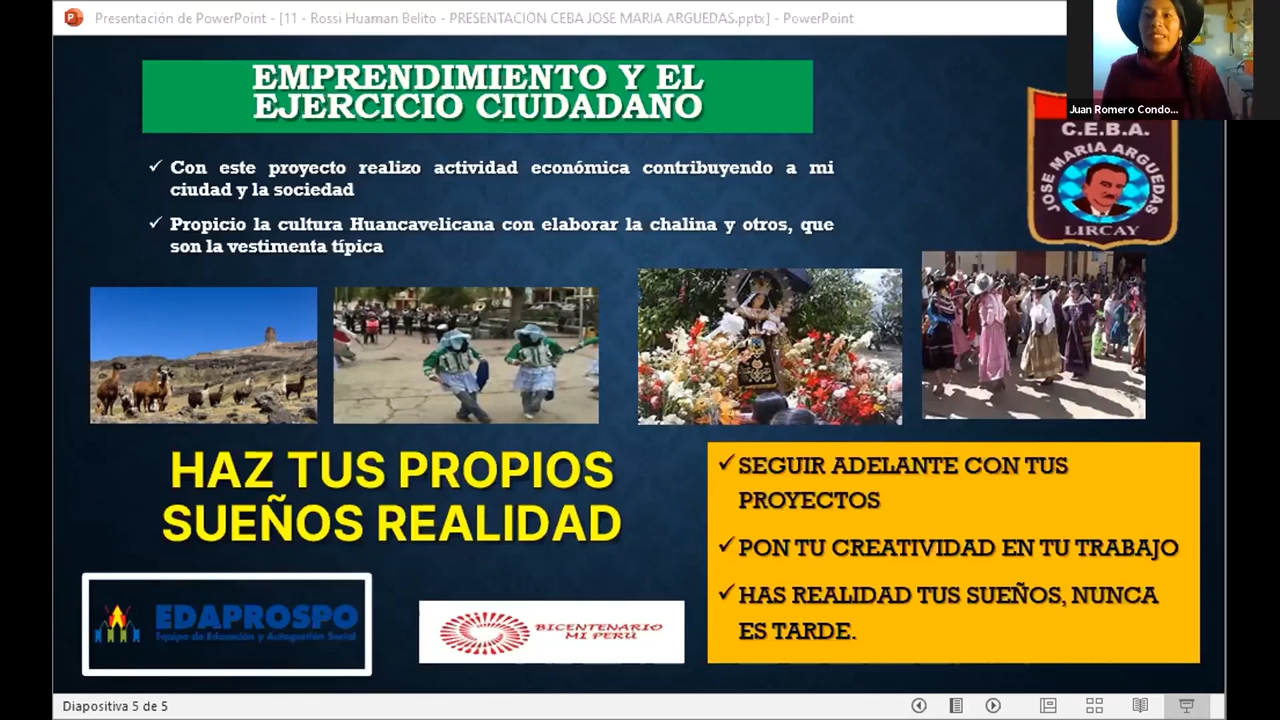 Presentación de PowerPoint - [11 - Rossi Huaman Belito - PRESENTACION CEBA JOSE MARIA ARGUEDAS.pptx] - PowerPoint
Juan Romero Condo...
EMPRENDIMIENTO Y EL
EJERCICIO CIUDADANO
C.E.B.A.
JOSE MARIA ARGUEDAS
LIRCAY
✓ Con este proyecto realizo actividad económica contribuyendo a mi
ciudad y la sociedad
✓ Propicio la cultura Huancavelicana con elaborar la chalina y otros, que
son la vestimenta típica
HAZ TUS PROPIOS
SUEÑOS REALIDAD
✓SEGUIR ADELANTE CON TUS
PROYECTOS
✓PON TU CREATIVIDAD EN TU TRABAJO
✓HAS REALIDAD TUS SUEÑOS, NUNCA
ES TARDE.
EDAPROSPO
Equipo de Educación y Autogestión Social
BICENTENARIO
MI PERÚ
Diapositiva 5 de 5